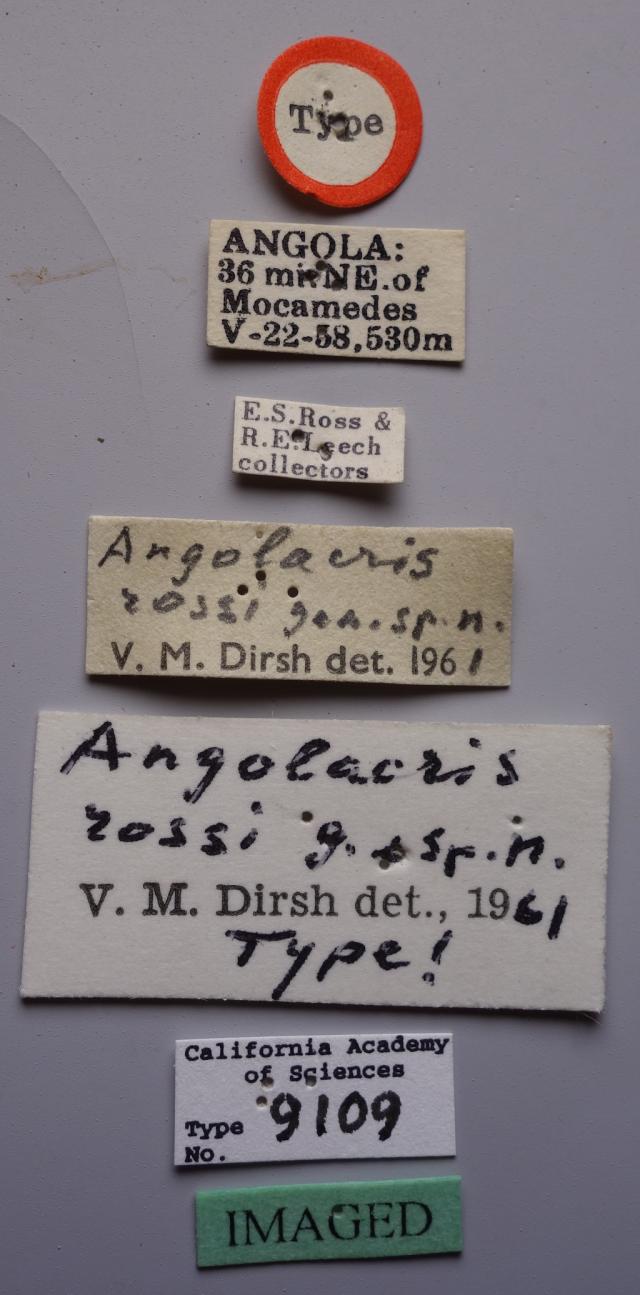 Type
ANGOLA:
36 mi. NE. of
Mocamedes
V-22-58, 530m
E.S. Ross &
R.E. Leech
collectors
Angolacris
rossi gen. sp. n.
V. M. Dirsh det. 1961
Angolacris
rossi g. & sp. n.
V. M. Dirsh det., 1961
Type!
California Academy
of Sciences
Type 9109
No.
IMAGED